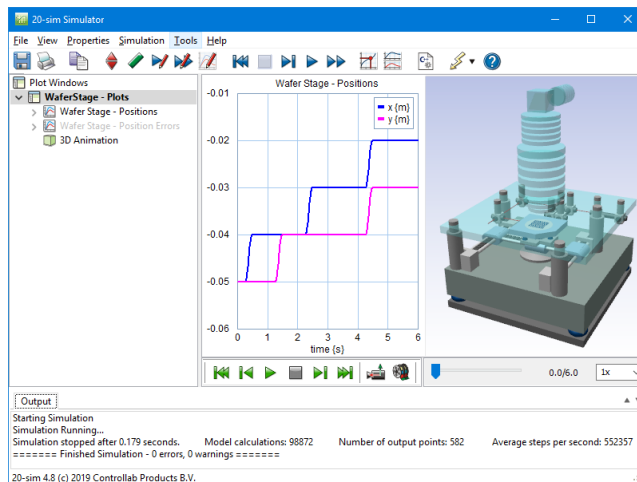 20-sim Simulator
File View Properties Simulation Tools Help
Plot Windows
WaferStage - Plots
Wafer Stage - Positions
Wafer Stage - Position Errors
3D Animation
Wafer Stage - Positions
x {m}
y {m}
-0.01
-0.02
-0.03
-0.04
-0.05
-0.06
0 1 2 3 4 5 6
time {s}
0.0/6.0 1x
Output
Starting Simulation
Simulation Running...
Simulation stopped after 0.179 seconds. Model calculations: 98872 Number of output points: 582 Average steps per second: 552357
======= Finished Simulation - 0 errors, 0 warnings =======
20-sim 4.8 (c) 2019 Controllab Products B.V.